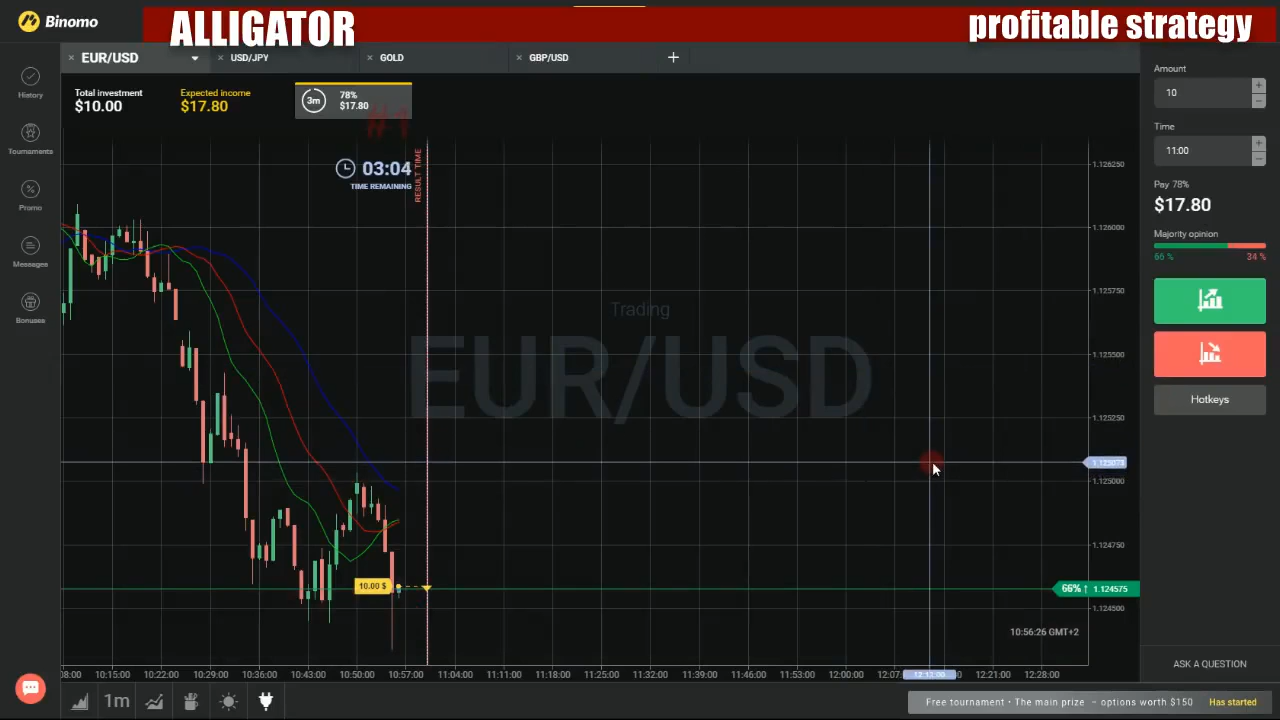 Binomo
ALLIGATOR
profitable strategy
EUR/USD
USD/JPY
GOLD
GBP/USD
Total investment
$10.00
Expected income
$17.80
3m
78%
$17.80
#1
03:04
TIME REMAINING
RESULT TIME
History
Tournaments
Promo
Messages
Bonuses
Trading
EUR/USD
1.126250
1.126000
1.125750
1.125500
1.125250
1.125073
1.125000
1.124750
66% ↑ 1.124575
1.124500
10.00 $
10:56:26 GMT+2
:08:00 10:15:00 10:22:00 10:29:00 10:36:00 10:43:00 10:50:00 10:57:00 11:04:00 11:11:00 11:18:00 11:25:00 11:32:00 11:39:00 11:46:00 11:53:00 12:00:00 12:07 12:21:00 12:28:00
Amount
10
Time
11:00
Pay 78%
$17.80
Majority opinion
66 % 34 %
Hotkeys
ASK A QUESTION
1m
Free tournament • The main prize – options worth $150 Has started